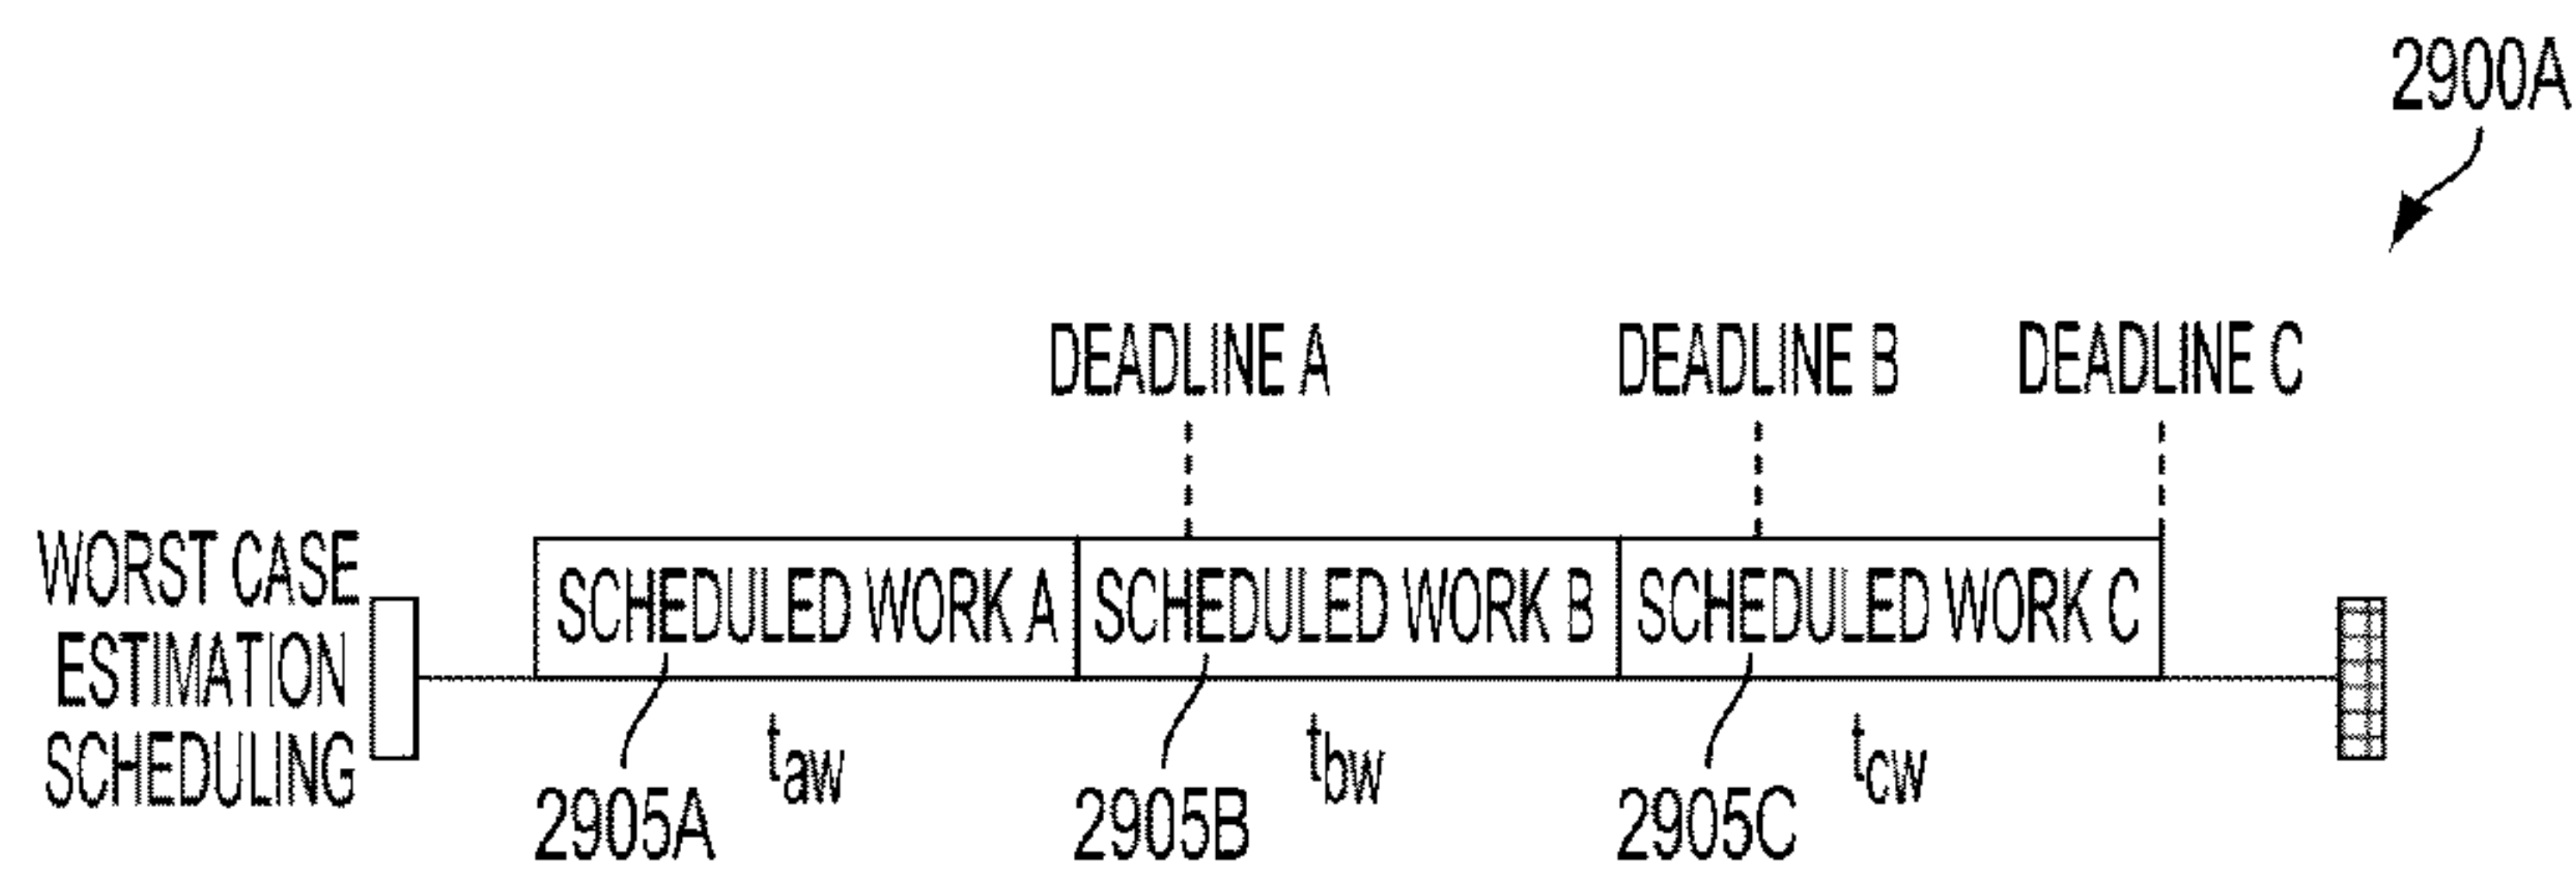 2900A
DEADLINE A DEADLINE B DEADLINE C
WORST CASE
ESTIMATION
SCHEDULING
SCHEDULED WORK A SCHEDULED WORK B SCHEDULED WORK C
taw tbw tcw
2905A 2905B 2905C